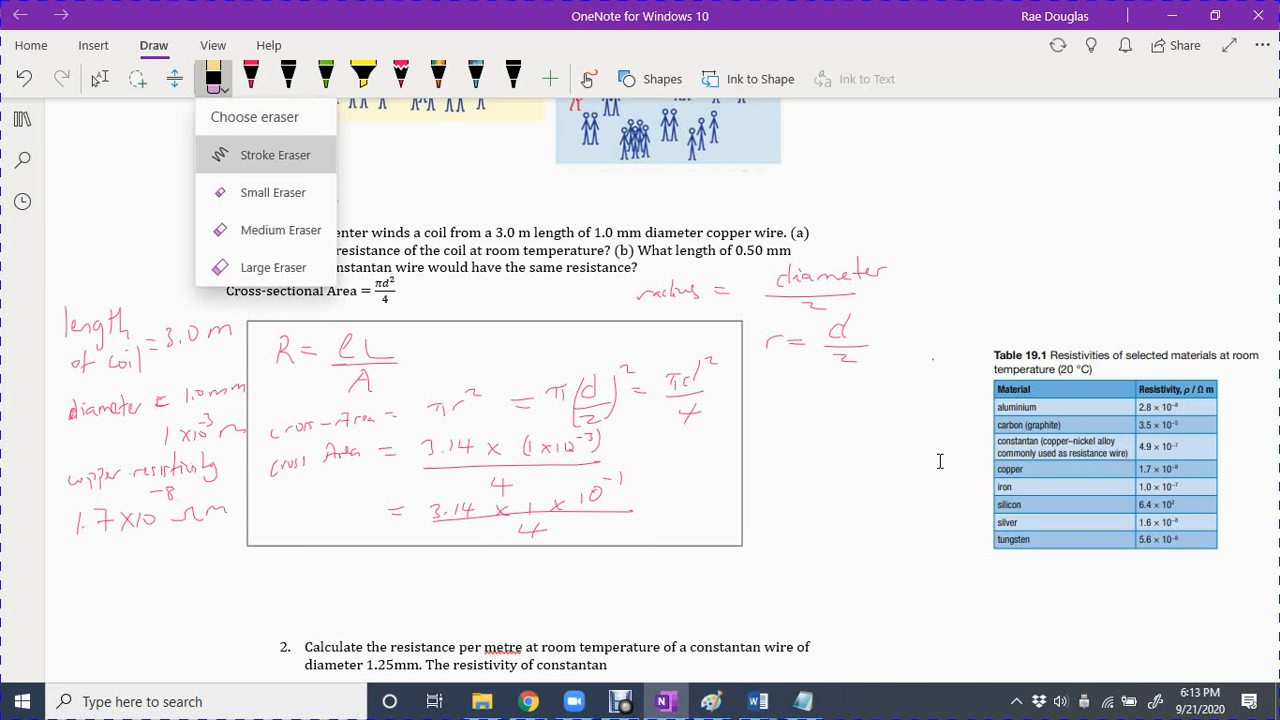 OneNote for Windows 10
Rae Douglas
Home
Insert
Draw
View
Help
Share
Shapes
Ink to Shape
Ink to Text
Choose eraser
Stroke Eraser
Small Eraser
Medium Eraser
Large Eraser
enter winds a coil from a 3.0 m length of 1.0 mm diameter copper wire. (a)
resistance of the coil at room temperature? (b) What length of 0.50 mm
onstantan wire would have the same resistance?
Cross-sectional Area = πd²/4
radius = diameter/2
r = d/2
length of coil = 3.0 m
diameter = 1.0mm
1 x10⁻³ m
copper resistivity
1.7 X10⁻⁸ Ωm
R = ρL/A
cross-Area = πr² = π(d/2)² = πd²/4
cross Area = 3.14 x (1x10⁻³)/4
= 3.14 x 1 x 10⁻¹/4
Table 19.1 Resistivities of selected materials at room
temperature (20 °C)
Material Resistivity, ρ / Ω m
aluminium 2.8 × 10⁻⁸
carbon (graphite) 3.5 × 10⁻⁵
constantan (copper–nickel alloy
commonly used as resistance wire) 4.9 × 10⁻⁷
copper 1.7 × 10⁻⁸
iron 1.0 × 10⁻⁷
silicon 6.4 × 10²
silver 1.6 × 10⁻⁸
tungsten 5.6 × 10⁻⁸
2. Calculate the resistance per metre at room temperature of a constantan wire of
diameter 1.25mm. The resistivity of constantan
Type here to search
6:13 PM
9/21/2020